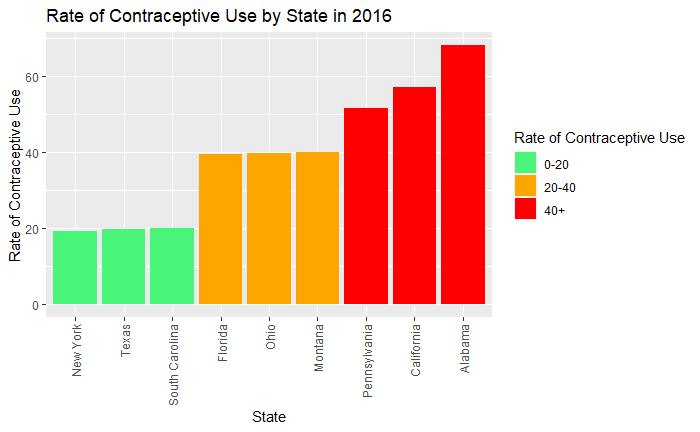 Rate of Contraceptive Use by State in 2016
Rate of Contraceptive Use
60
40
20
0
New York
Texas
South Carolina
Florida
Ohio
Montana
Pennsylvania
California
Alabama
State
Rate of Contraceptive Use
0-20
20-40
40+